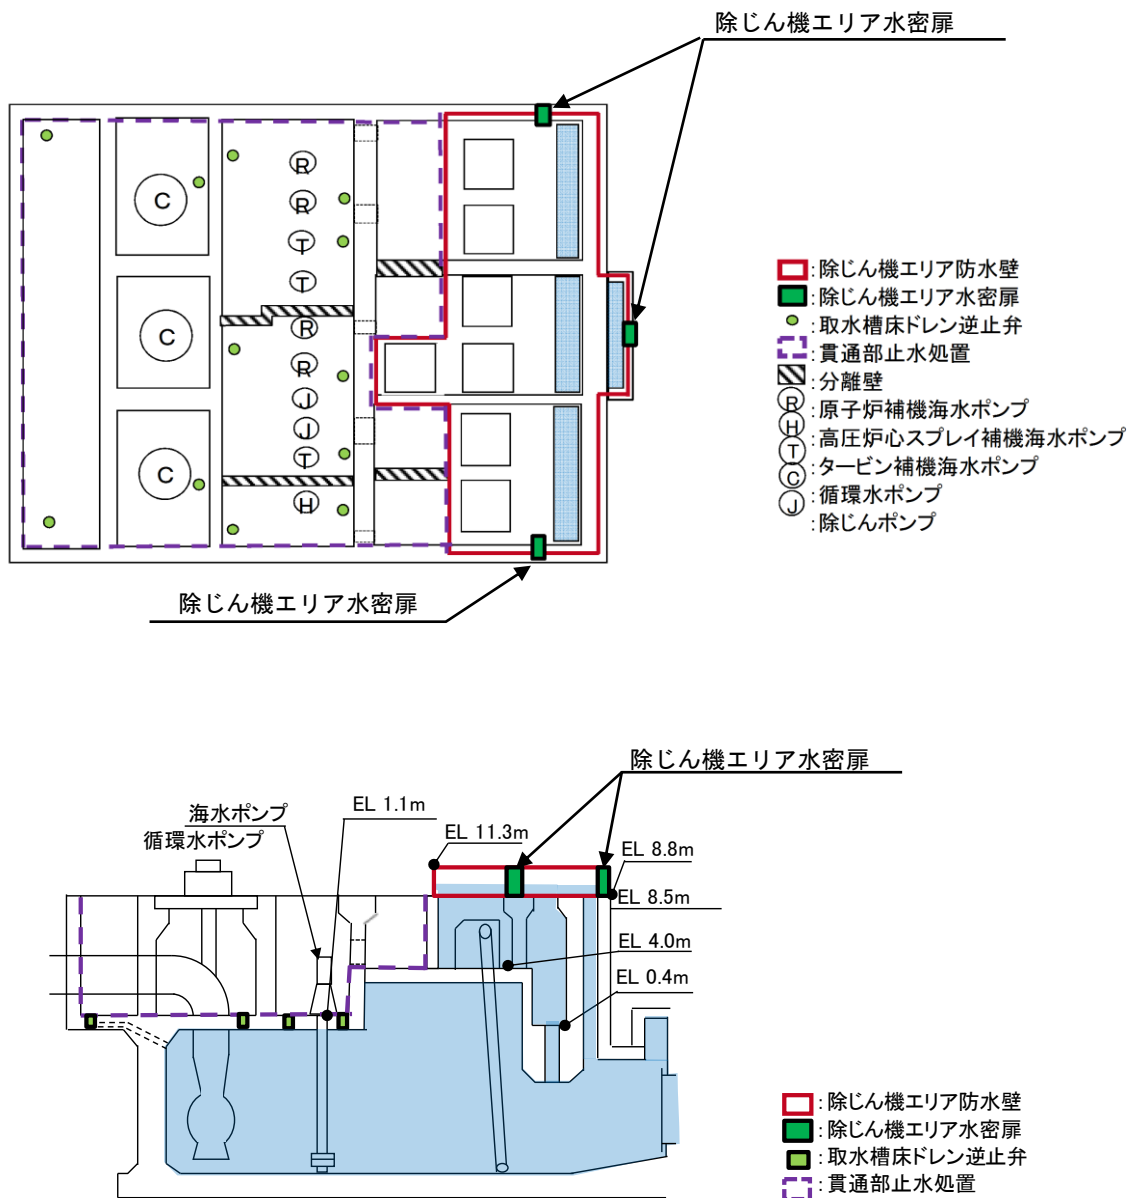 除じん機エリア水密扉
C
C
C
R
R
T
T
R
R
J
J
T
H
:除じん機エリア防水壁
:除じん機エリア水密扉
:取水槽床ドレン逆止弁
:貫通部止水処置
:分離壁
R :原子炉補機海水ポンプ
H :高圧炉心スプレイ補機海水ポンプ
T :タービン補機海水ポンプ
C :循環水ポンプ
J :除じんポンプ
除じん機エリア水密扉
除じん機エリア水密扉
海水ポンプ
循環水ポンプ
EL 1.1m
EL 11.3m
EL 8.8m
EL 8.5m
EL 4.0m
EL 0.4m
:除じん機エリア防水壁
:除じん機エリア水密扉
:取水槽床ドレン逆止弁
:貫通部止水処置